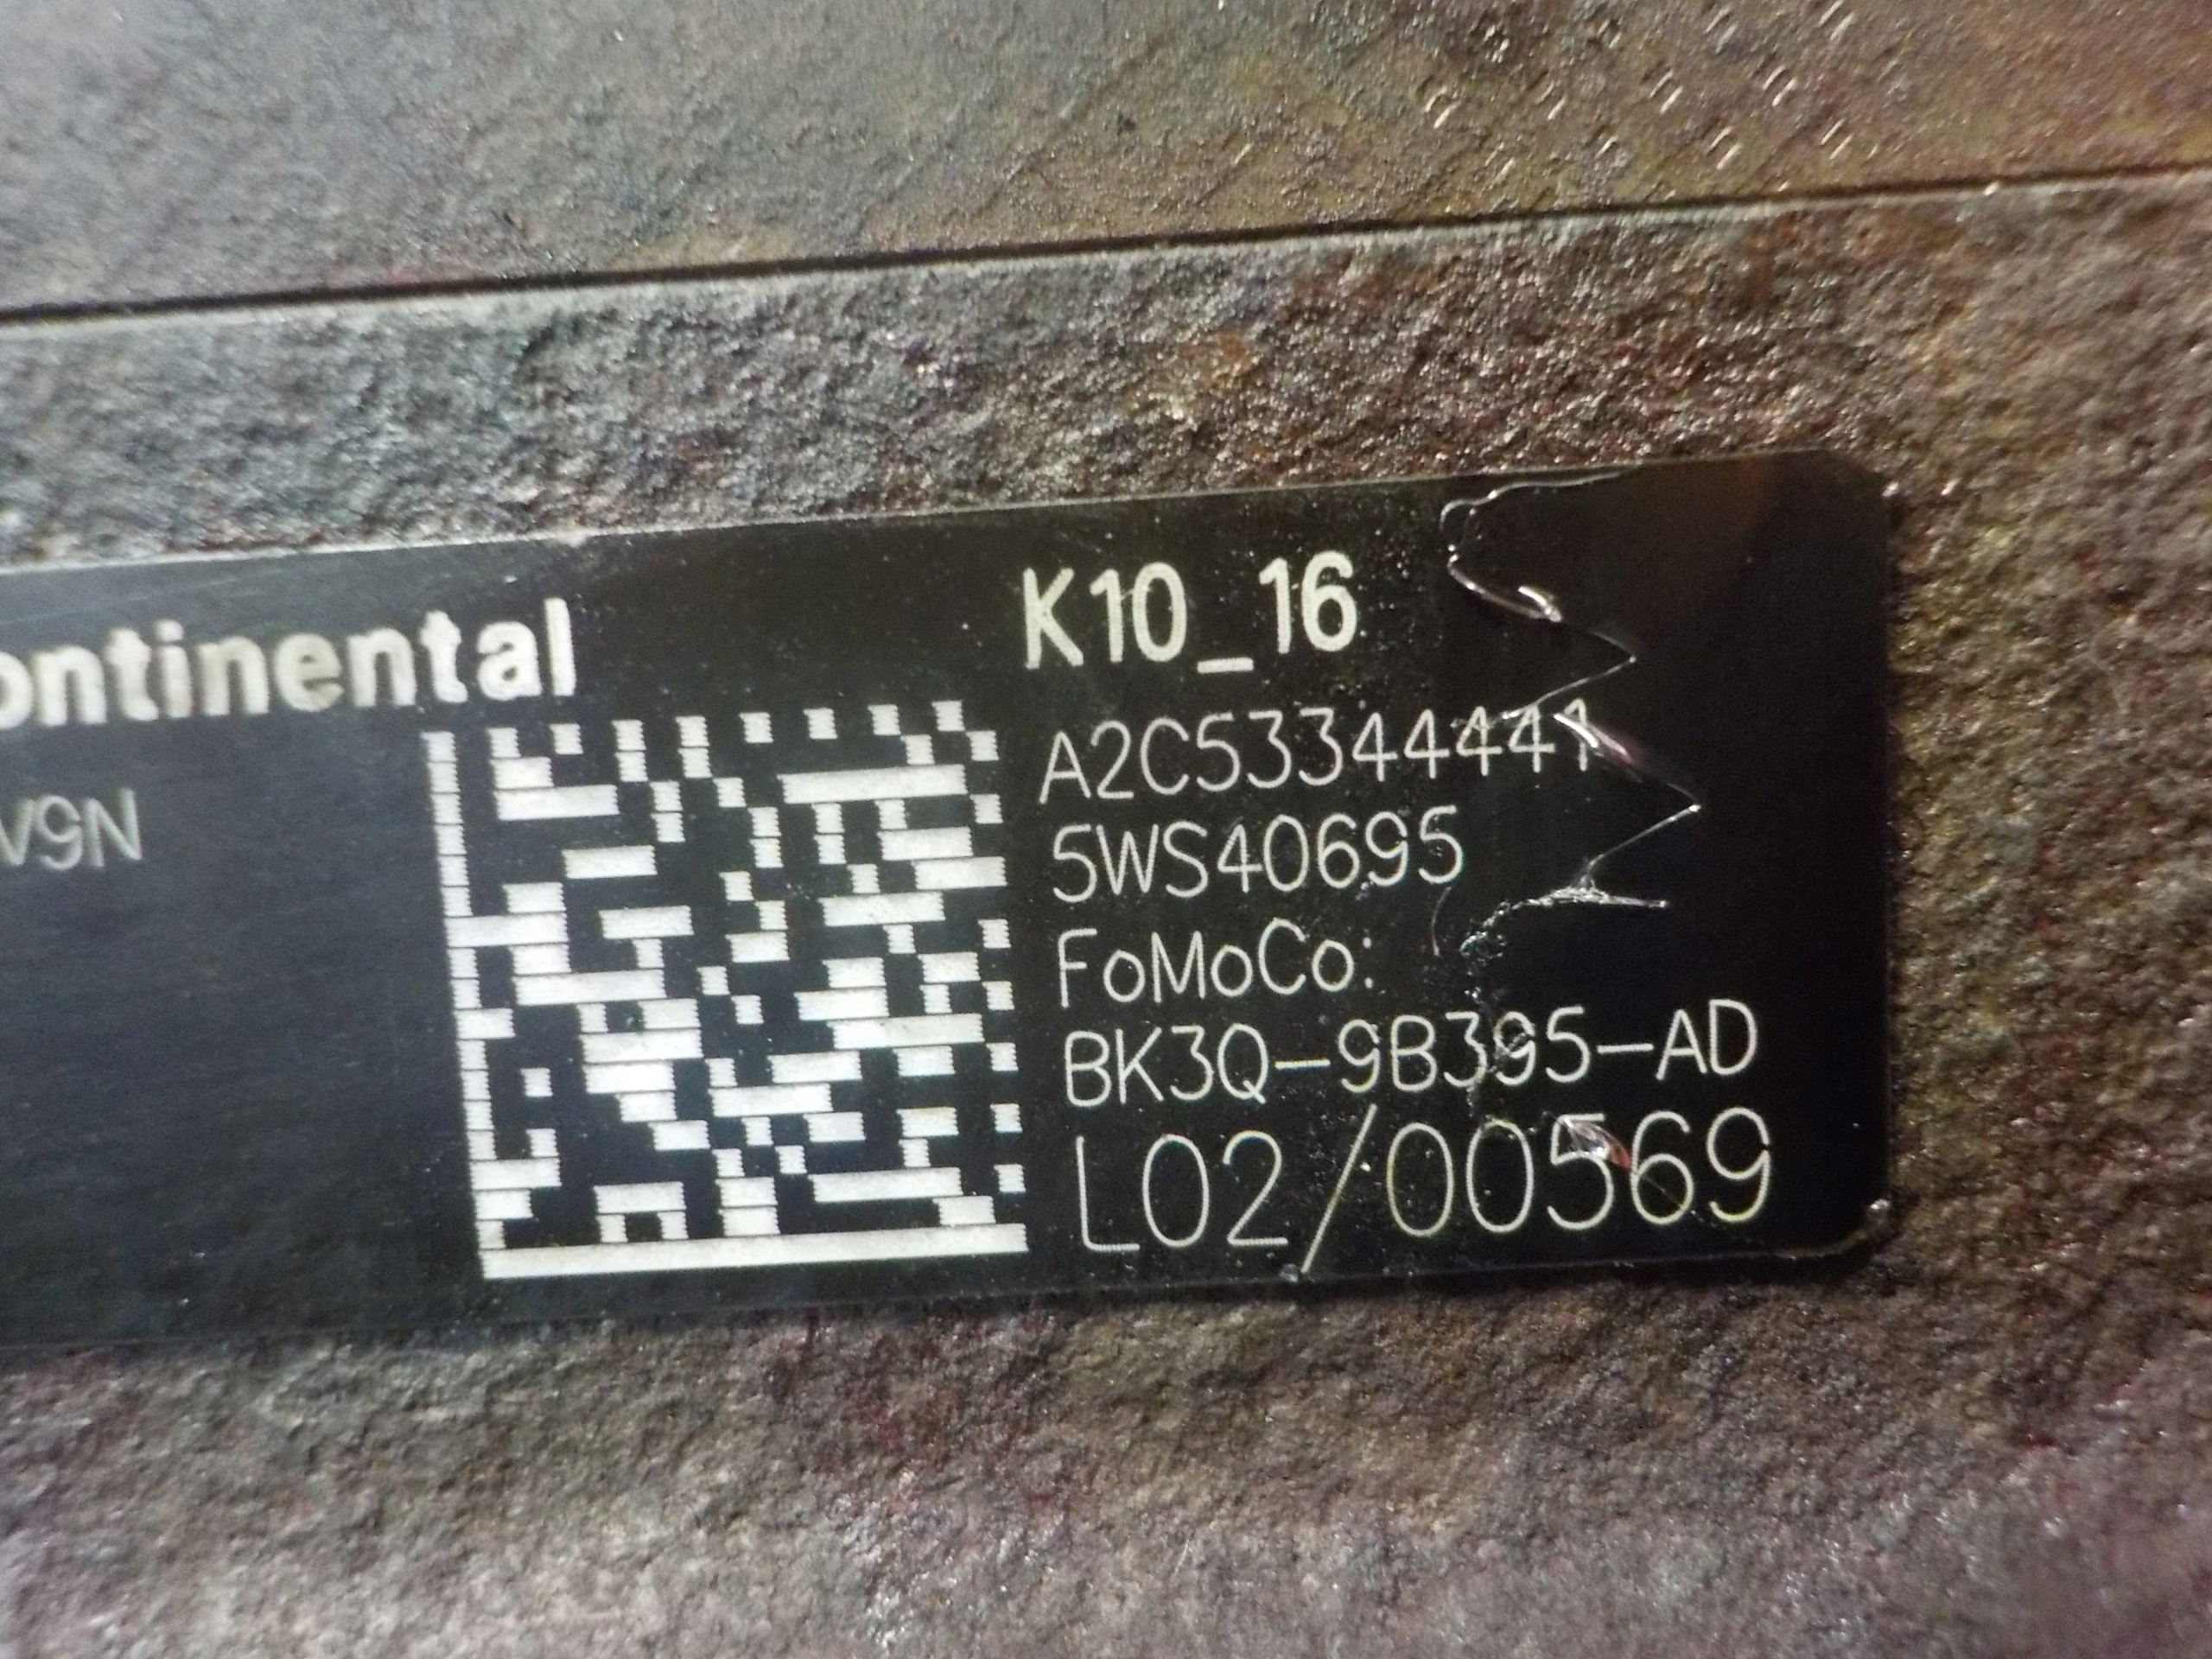 ontinental
V9N
K10_16
A2C53344441
5WS40695
FoMoCo:
BK3Q-9B395-AD
L02/00569